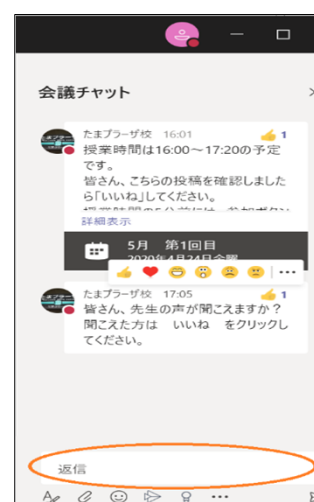 会議チャット
たまプラーザ校 16:01 1
授業時間は16:00～17:20の予定
です。
皆さん、こちらの投稿を確認しました
ら「いいね」してください。
詳細表示
5月 第1回目
2020年4月24日金曜
たまプラーザ校 17:05 1
皆さん、先生の声が聞こえますか？
聞こえた方は いいね をクリックし
てください。
返信